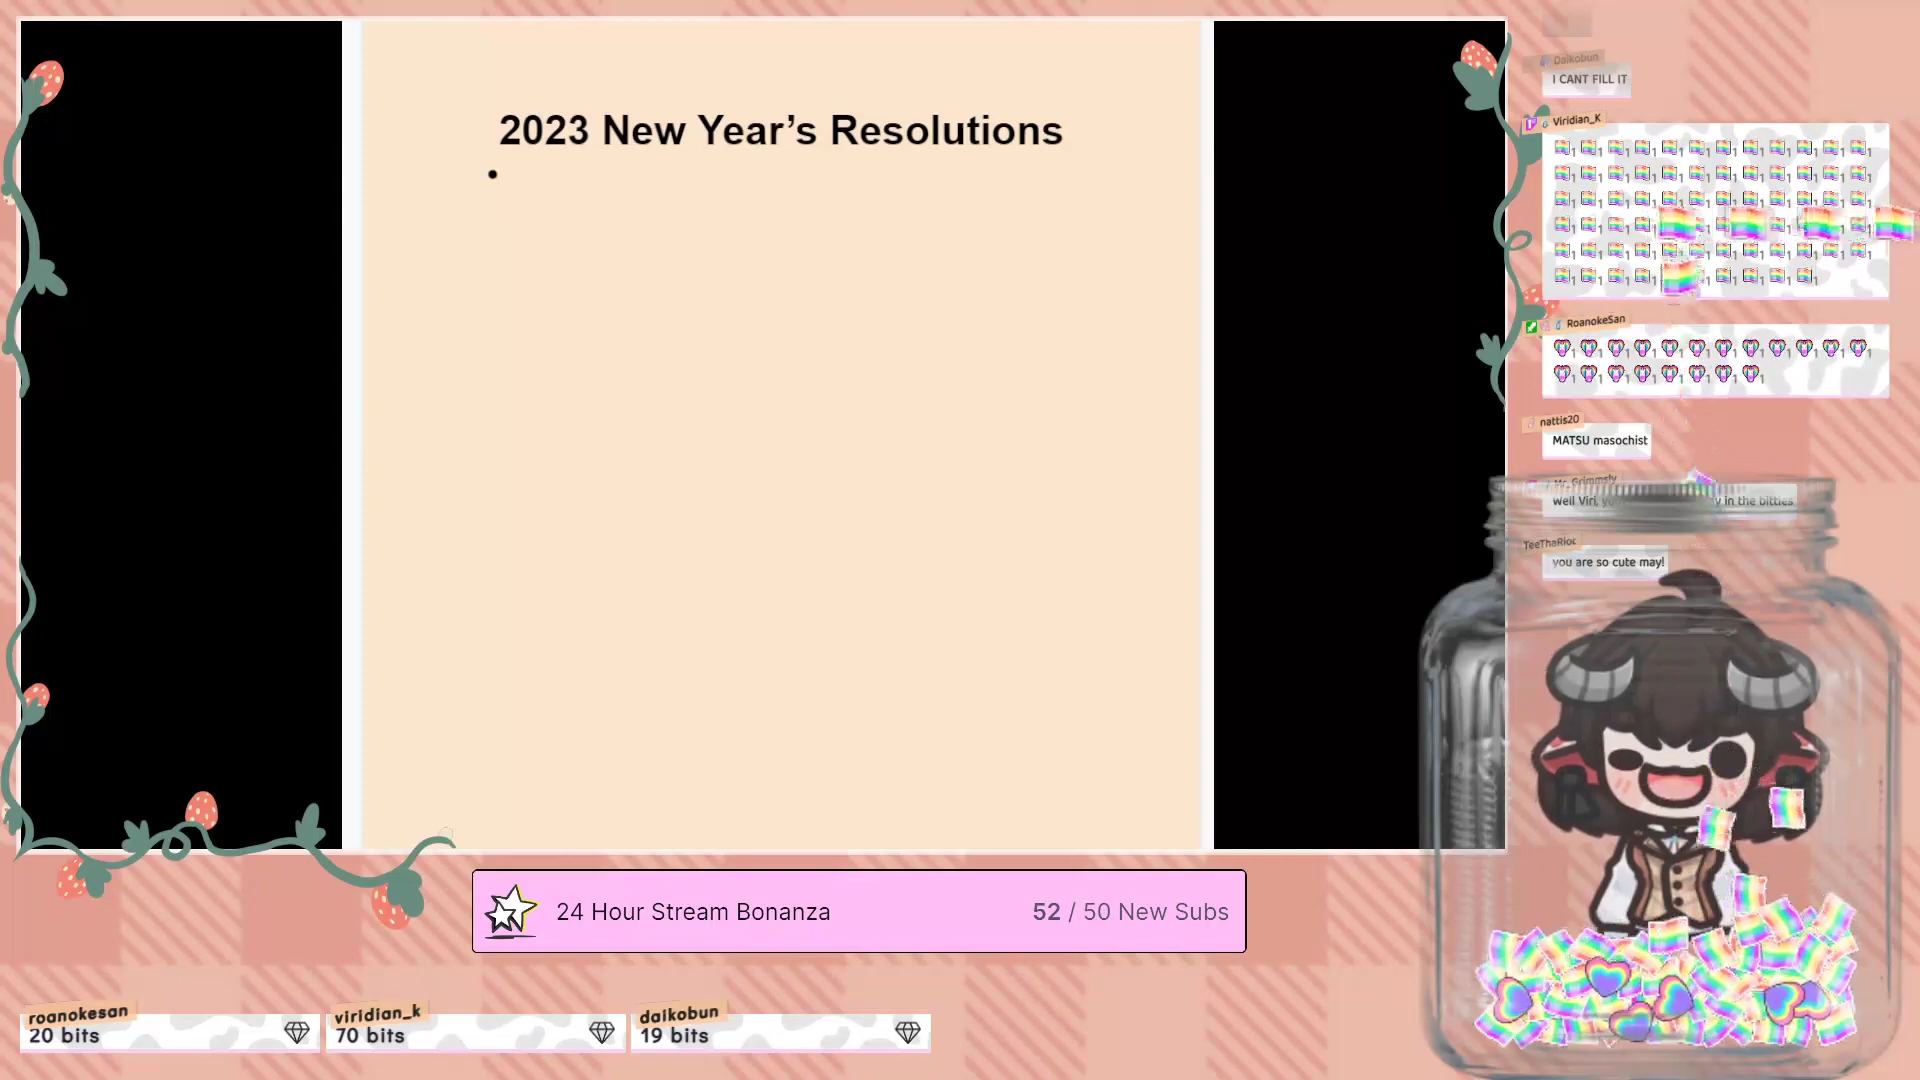 2023 New Year’s Resolutions
•
Daikobun
I CANT FILL IT
Viridian_K
RoanokeSan
nattis20
MATSU masochist
Mr_Grimmsly
well Viri, in the bitties
TeeThaRiot
you are so cute may!
24 Hour Stream Bonanza
52 / 50 New Subs
roanokesan
20 bits
viridian_k
70 bits
daikobun
19 bits